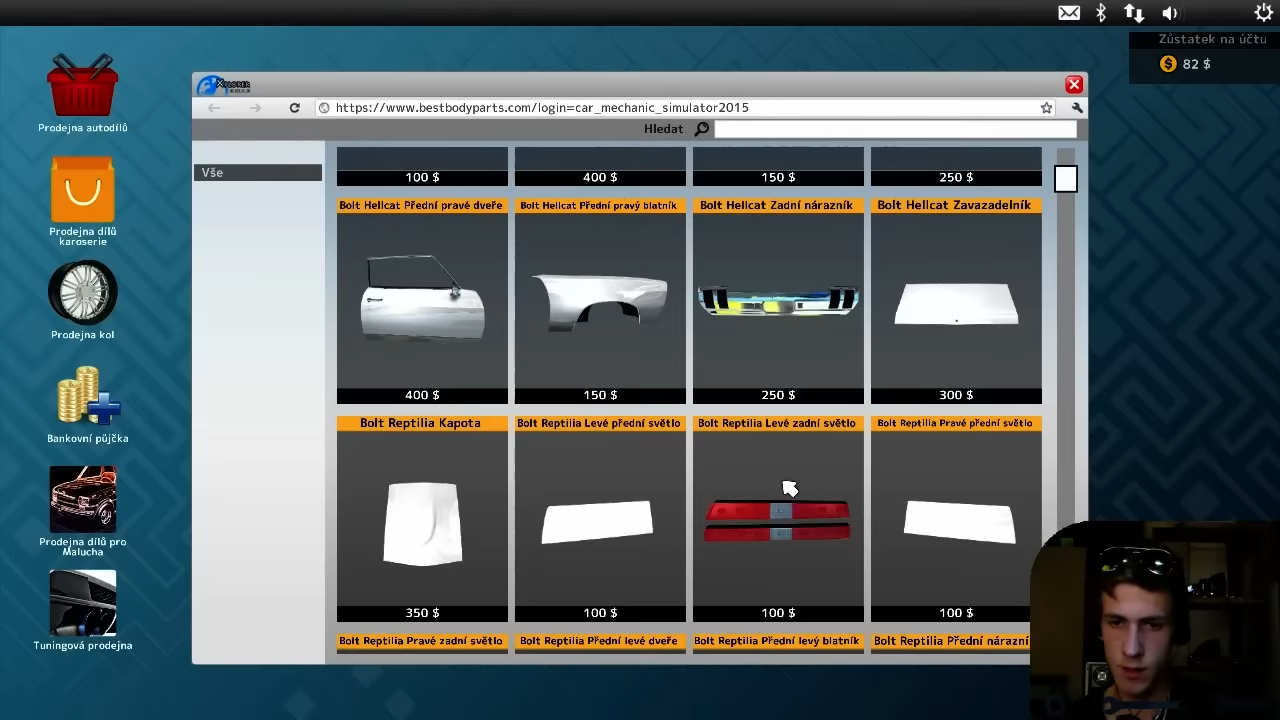 Zůstatek na účtu
82 $
XPLORER
https://www.bestbodyparts.com/login=car_mechanic_simulator2015
Hledat
Vše
Prodejna autodílů
Prodejna dílů
karoserie
Prodejna kol
Bankovní půjčka
Prodejna dílů pro
Malucha
Tuningová prodejna
100 $ 400 $ 150 $ 250 $
Bolt Hellcat Přední pravé dveře Bolt Hellcat Přední pravý blatník Bolt Hellcat Zadní nárazník Bolt Hellcat Zavazadelník
400 $ 150 $ 250 $ 300 $
Bolt Reptilia Kapota Bolt Reptilia Levé přední světlo Bolt Reptilia Levé zadní světlo Bolt Reptilia Pravé přední světlo
350 $ 100 $ 100 $ 100 $
Bolt Reptilia Pravé zadní světlo Bolt Reptilia Přední levé dveře Bolt Reptilia Přední levý blatník Bolt Reptilia Přední nárazní